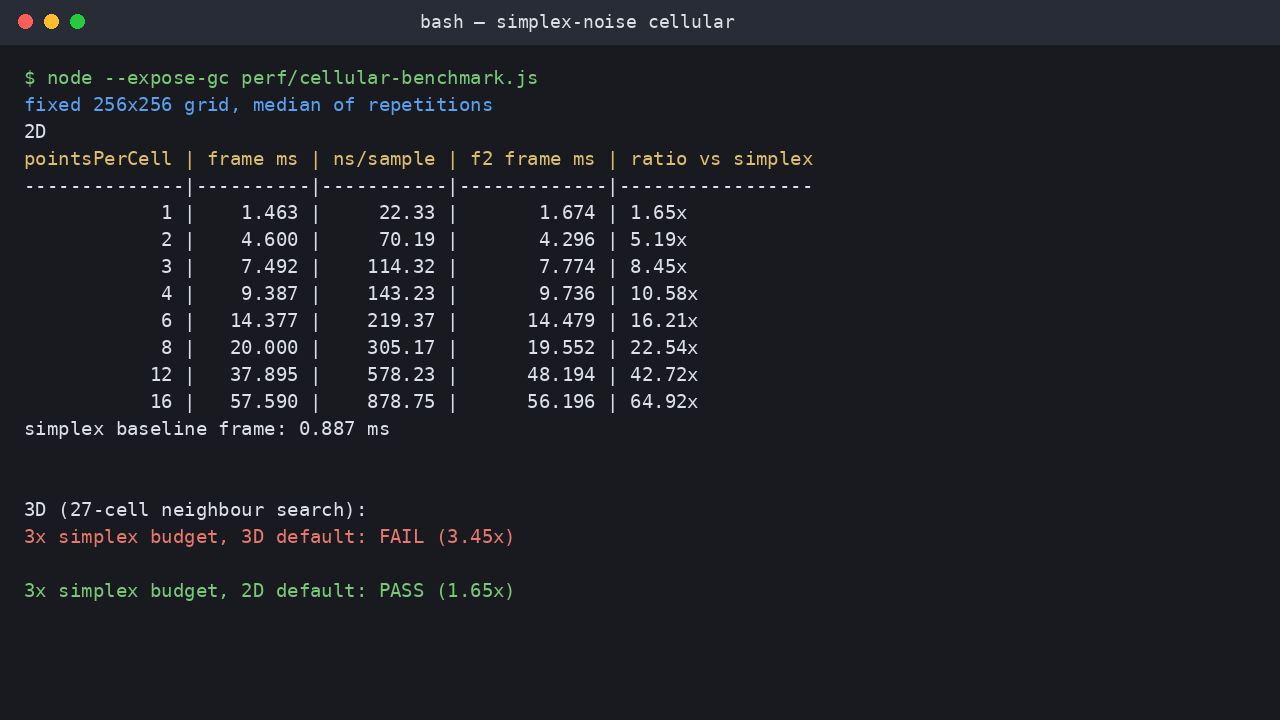 bash — simplex-noise cellular
$ node --expose-gc perf/cellular-benchmark.js
fixed 256x256 grid, median of repetitions
2D
pointsPerCell | frame ms | ns/sample | f2 frame ms | ratio vs simplex
--------------|----------|-----------|-------------|-----------------
            1 |    1.463 |     22.33 |       1.674 | 1.65x
            2 |    4.600 |     70.19 |       4.296 | 5.19x
            3 |    7.492 |    114.32 |       7.774 | 8.45x
            4 |    9.387 |    143.23 |       9.736 | 10.58x
            6 |   14.377 |    219.37 |      14.479 | 16.21x
            8 |   20.000 |    305.17 |      19.552 | 22.54x
           12 |   37.895 |    578.23 |      48.194 | 42.72x
           16 |   57.590 |    878.75 |      56.196 | 64.92x
simplex baseline frame: 0.887 ms
3D (27-cell neighbour search):
3x simplex budget, 3D default: FAIL (3.45x)
3x simplex budget, 2D default: PASS (1.65x)